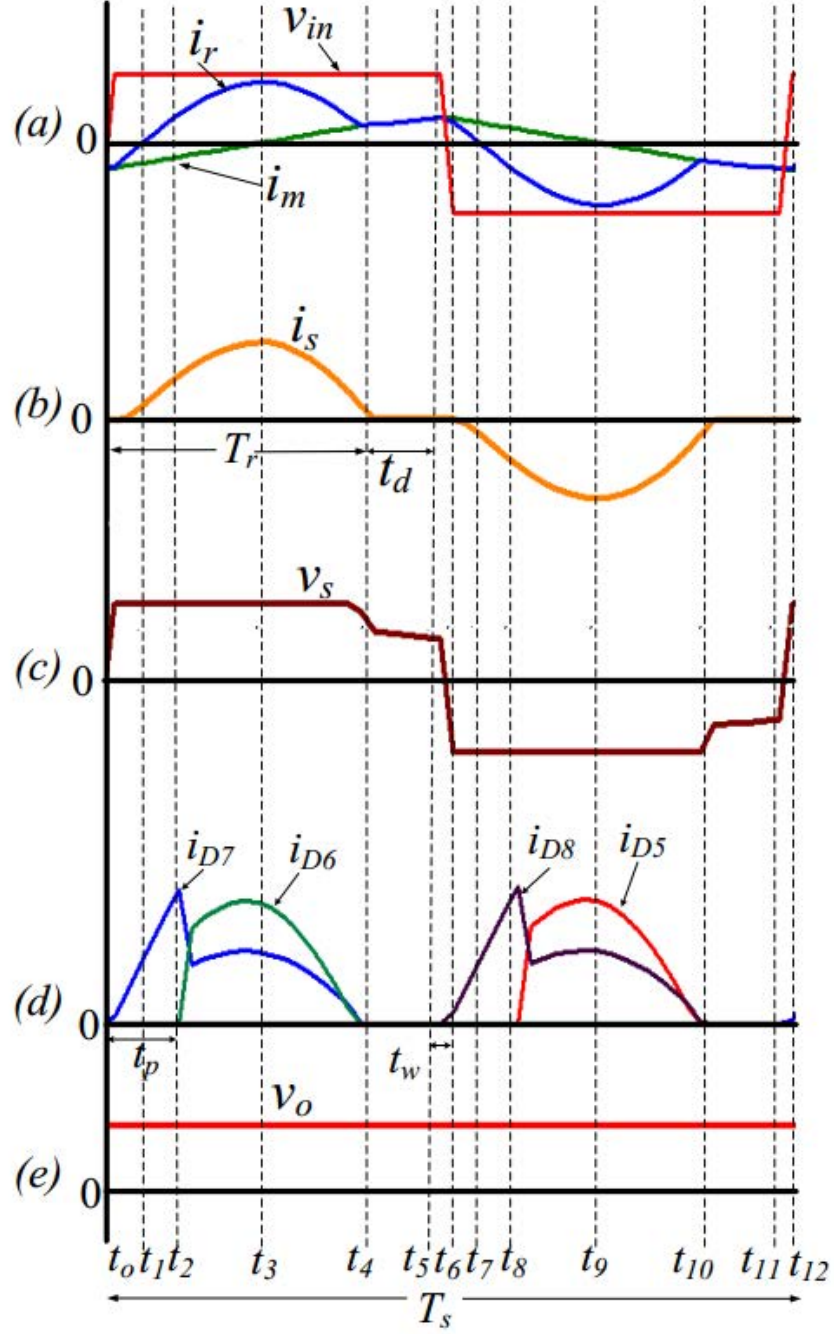 v_in
i_r
(a) 0
i_m
i_s
(b) 0
T_r t_d
v_s
(c) 0
i_D7 i_D6 i_D8 i_D5
(d) 0
t_p t_w
v_o
(e) 0
t_o t_1 t_2 t_3 t_4 t_5 t_6 t_7 t_8 t_9 t_10 t_11 t_12
T_s